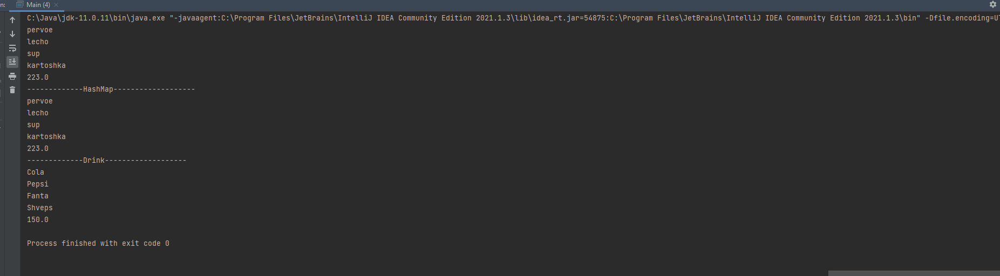 n: Main (4)
C:\Java\jdk-11.0.11\bin\java.exe "-javaagent:C:\Program Files\JetBrains\IntelliJ IDEA Community Edition 2021.1.3\lib\idea_rt.jar=54875:C:\Program Files\JetBrains\IntelliJ IDEA Community Edition 2021.1.3\bin" -Dfile.encoding=U
pervoe
lecho
sup
kartoshka
223.0
-------------HashMap-------------------
pervoe
lecho
sup
kartoshka
223.0
-------------Drink-------------------
Cola
Pepsi
Fanta
Shveps
150.0
Process finished with exit code 0